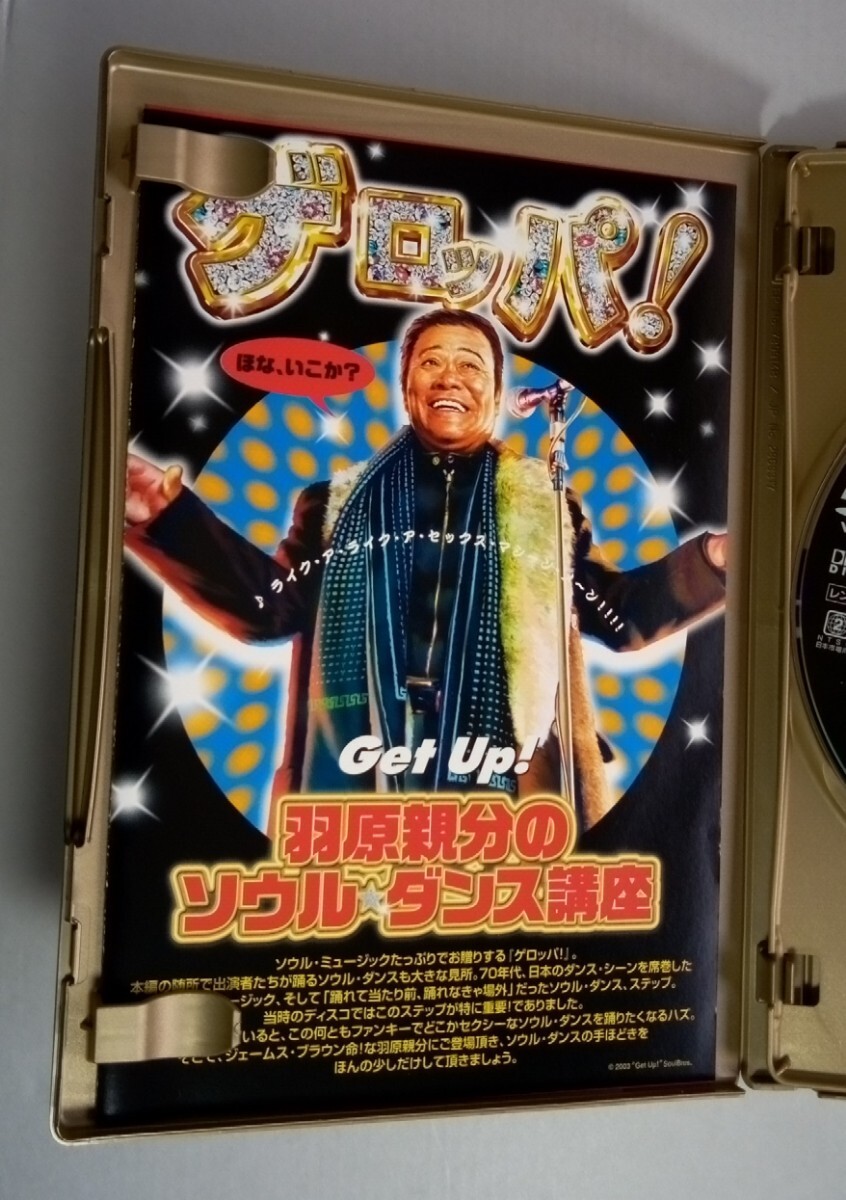 ゲロッパ!
ほな、いこか?
♪ライク・ア・ライク・ア・セックス・マシーン
ーン!!!!
Get Up!
羽原親分の
ソウル★ダンス講座
ソウル・ミュージックたっぷりでお贈りする『ゲロッパ!』。
本編の随所で出演者たちが踊るソウル・ダンスも大きな見所。70年代、日本のダンス・シーンを席巻した
ージック、そして「踊れて当たり前、踊れなきゃ場外」だったソウル・ダンス、ステップ。
当時のディスコではこのステップが特に重要!でありました。
いると、この何ともファンキーでどこかセクシーなソウル・ダンスを踊りたくなるハズ。
そこで、ジェームス・ブラウン命!な羽原親分にご登場頂き、ソウル・ダンスの手ほどきを
ほんの少しだけして頂きましょう。
© 2003 "Get Up!" SoulBros.
レン
2
NTS
日本市場